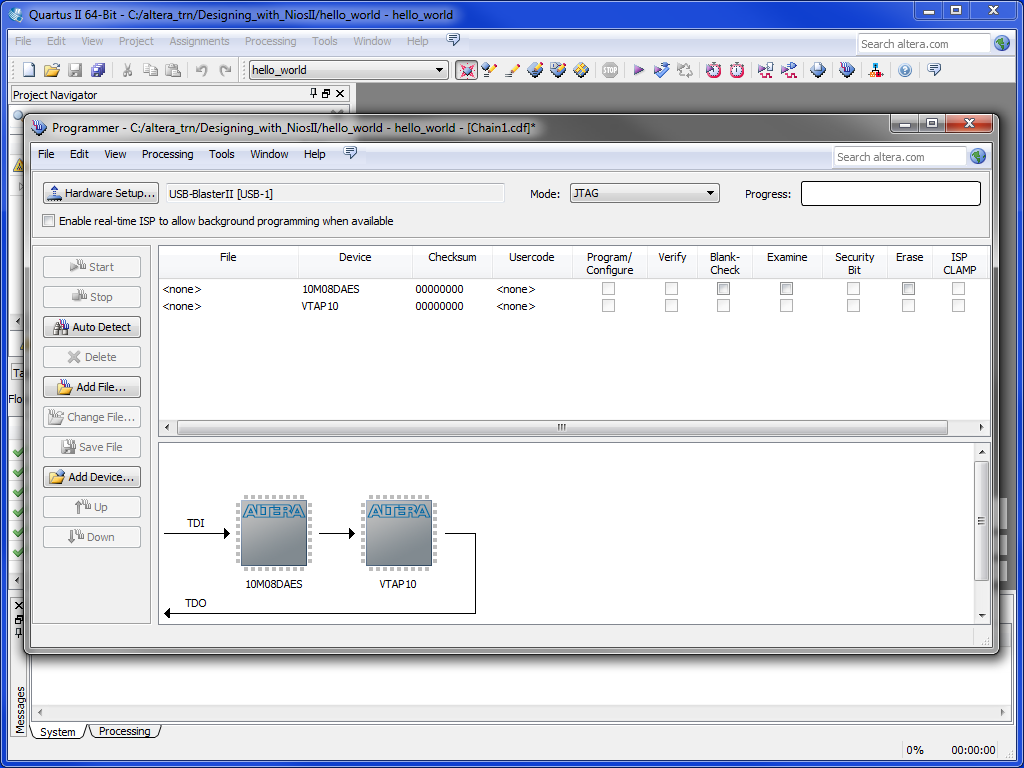 Quartus II 64-Bit - C:/altera_trn/Designing_with_NiosII/hello_world - hello_world
File Edit View Project Assignments Processing Tools Window Help
Search altera.com
hello_world
STOP
Project Navigator
Programmer - C:/altera_trn/Designing_with_NiosII/hello_world - hello_world - [Chain1.cdf]*
File Edit View Processing Tools Window Help
Search altera.com
Hardware Setup... USB-BlasterII [USB-1] Mode: JTAG Progress:
Enable real-time ISP to allow background programming when available
Start
Stop
Auto Detect
Delete
Add File...
Change File...
Save File
Add Device...
Up
Down
File Device Checksum Usercode Program/ Configure Verify Blank- Check Examine Security Bit Erase ISP CLAMP
<none> 10M08DAES 00000000 <none>
<none> VTAP10 00000000 <none>
TDI
ALTERA ALTERA
10M08DAES VTAP10
TDO
Ta
Flo
Messages
System Processing
0% 00:00:00